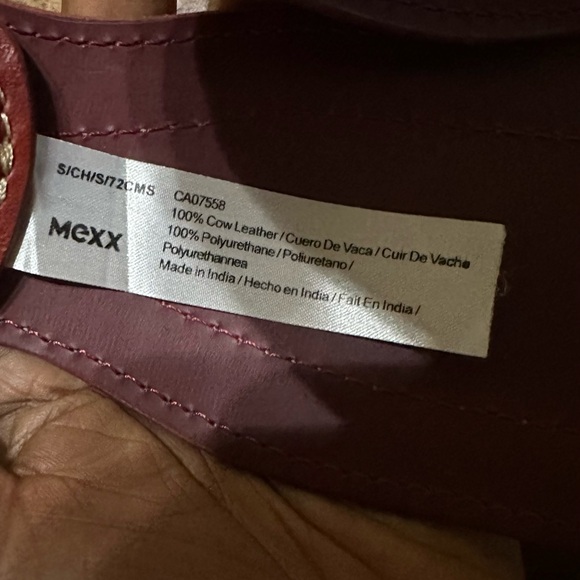 S/CH/S/72CMS
Mexx
CA07558
100% Cow Leather / Cuero De Vaca / Cuir De Vache
100% Polyurethane / Poliuretano /
Polyurethannea
Made in India / Hecho en India / Fait En India /